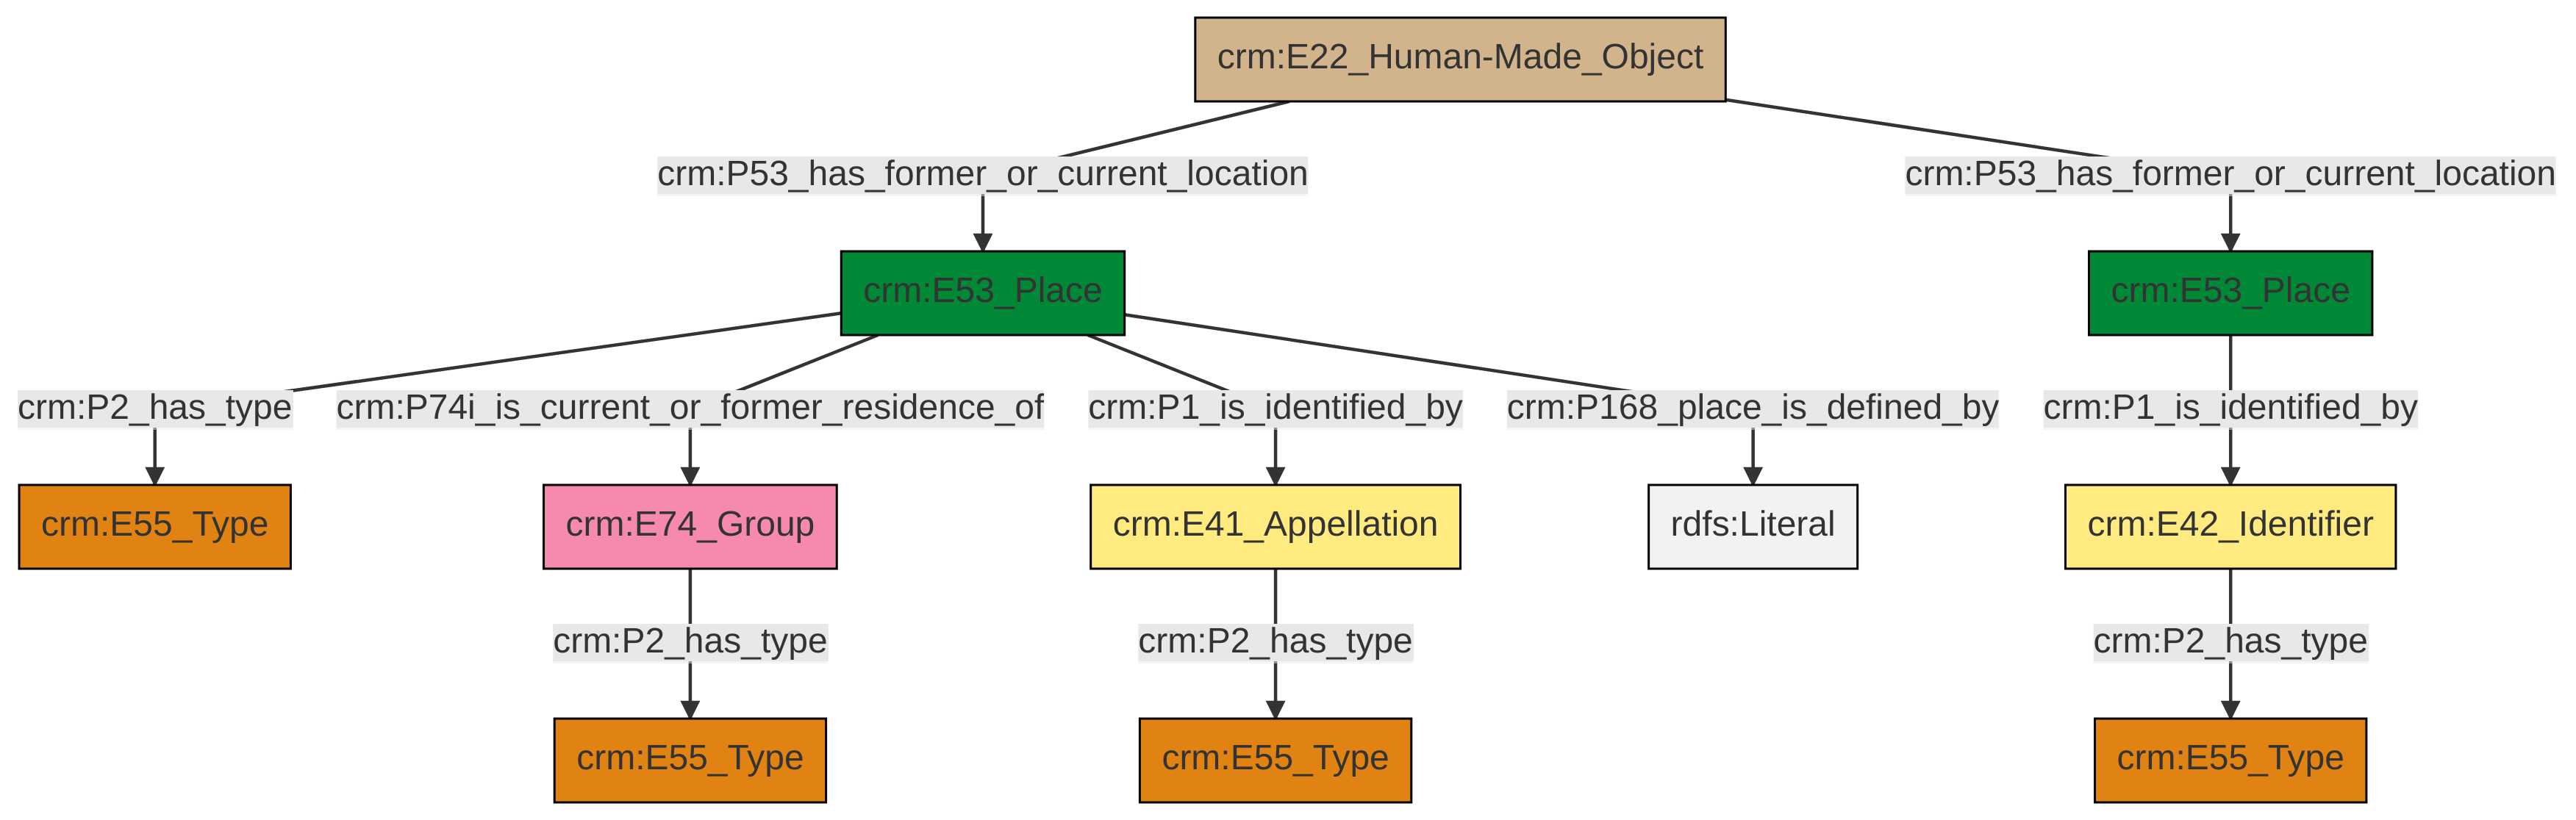 crm:E22_Human-Made_Object
crm:P53_has_former_or_current_location
crm:P53_has_former_or_current_location
crm:E53_Place
crm:E53_Place
crm:P2_has_type
crm:P74i_is_current_or_former_residence_of
crm:P1_is_identified_by
crm:P168_place_is_defined_by
crm:P1_is_identified_by
crm:E55_Type
crm:E74_Group
crm:E41_Appellation
rdfs:Literal
crm:E42_Identifier
crm:P2_has_type
crm:P2_has_type
crm:P2_has_type
crm:E55_Type
crm:E55_Type
crm:E55_Type